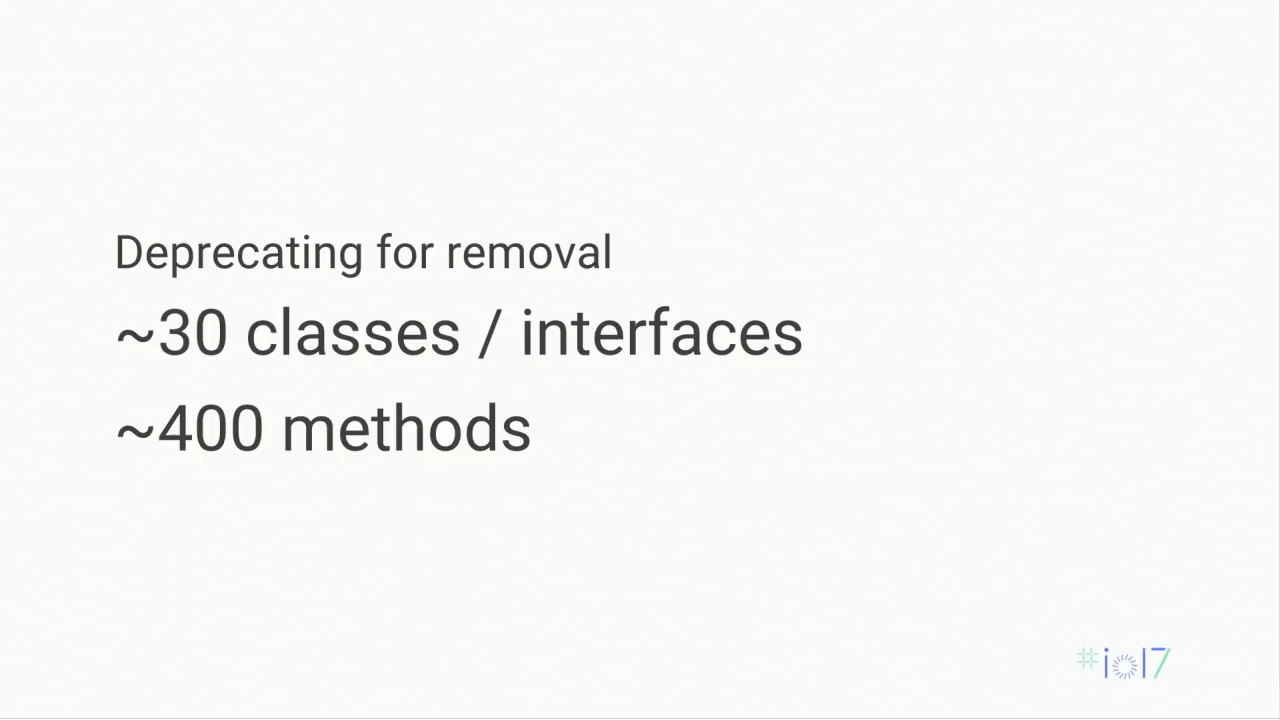 Deprecating for removal
~30 classes / interfaces
~400 methods
#io17